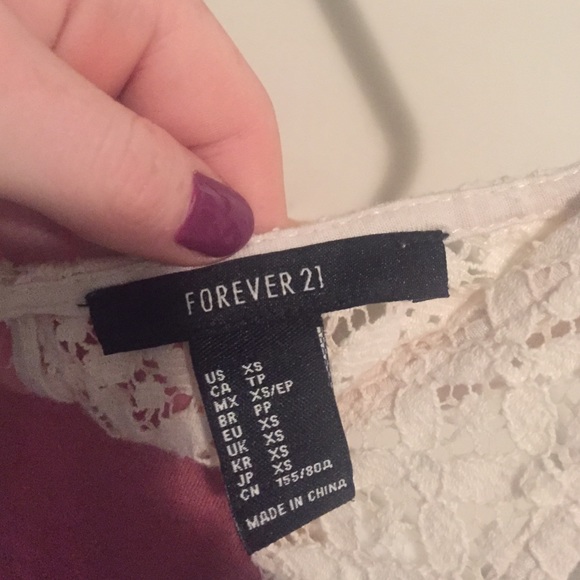 FOREVER 21
US XS
CA TP
MX XS/EP
BR PP
EU XS
UK XS
KR XS
JP XS
CN 155/80A
MADE IN CHINA